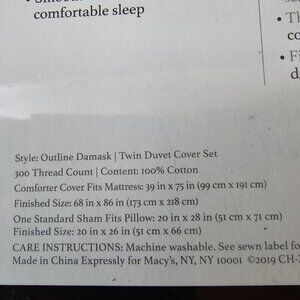 comfortable sleep
• Th
co
• Fi
d
Style: Outline Damask | Twin Duvet Cover Set
300 Thread Count | Content: 100% Cotton
Comforter Cover Fits Mattress: 39 in x 75 in (99 cm x 191 cm)
Finished Size: 68 in x 86 in (173 cm x 218 cm)
One Standard Sham Fits Pillow: 20 in x 28 in (51 cm x 71 cm)
Finished Size: 20 in x 26 in (51 cm x 66 cm)
CARE INSTRUCTIONS: Machine washable. See sewn label fo
Made in China Expressly for Macy's, NY, NY 10001 ©2019 CH-